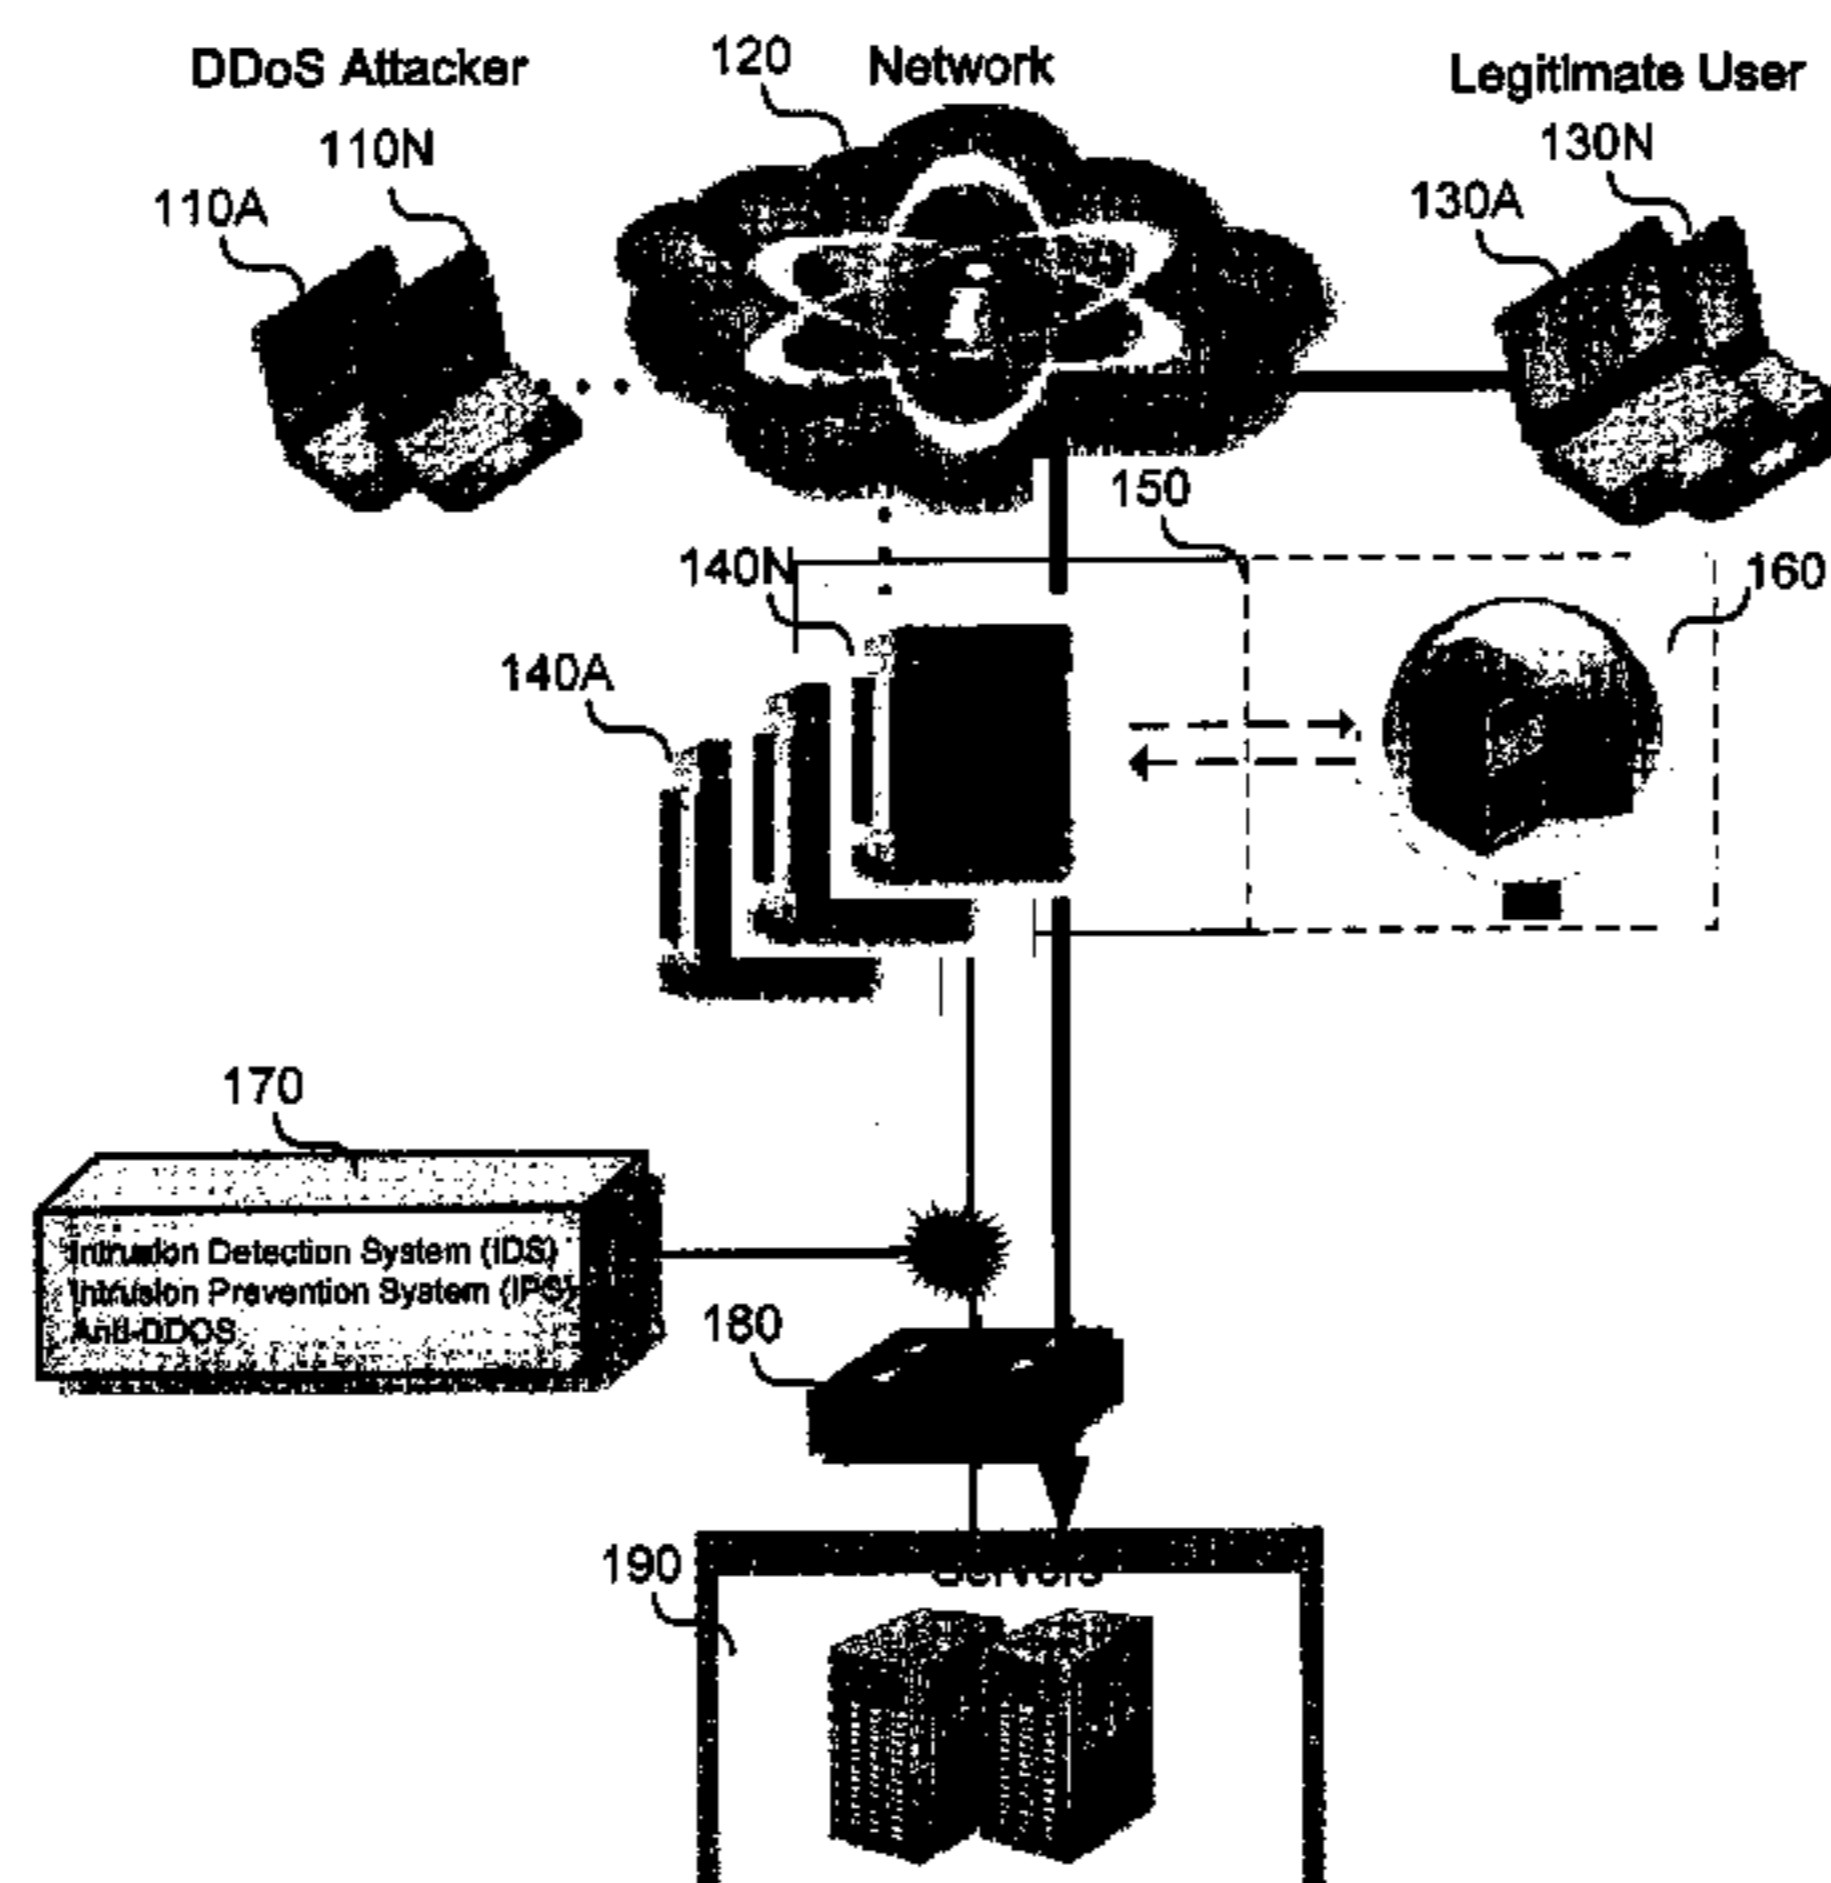 DDoS Attacker
120
Network
Legitimate User
110N
130N
110A
130A
150
140N
160
140A
170
Intrusion Detection System (IDS)
Intrusion Prevention System (IPS)
Anti-DDOS
180
190
Servers